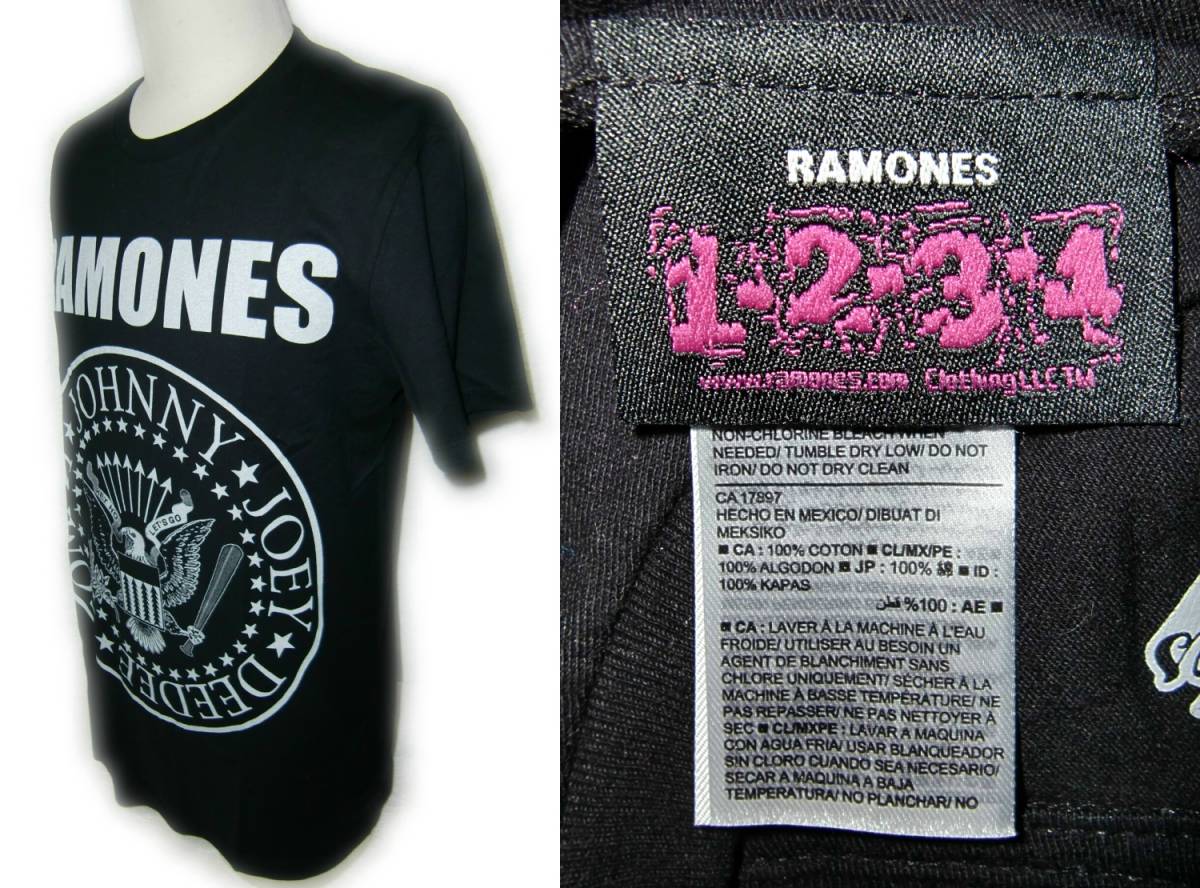 RAMONES
JOHNNY JOEY DEEDEE TOMMY
LET'S GO
RAMONES
1·2·3·4
www.ramones.com Clothing LLC TM
NON-CHLORINE BLEACH WHEN
NEEDED/ TUMBLE DRY LOW/ DO NOT
IRON/ DO NOT DRY CLEAN
CA 17897
HECHO EN MEXICO/ DIBUAT DI
MEKSIKO
■ CA : 100% COTON ■ CL/MX/PE :
100% ALGODON ■ JP : 100% 綿 ■ ID :
100% KAPAS
■ AE : 100% قطن
■ CA : LAVER À LA MACHINE À L'EAU
FROIDE/ UTILISER AU BESOIN UN
AGENT DE BLANCHIMENT SANS
CHLORE UNIQUEMENT/ SÉCHER À LA
MACHINE À BASSE TEMPÉRATURE/ NE
PAS REPASSER/ NE PAS NETTOYER À
SEC ■ CL/MXPE : LAVAR A MAQUINA
CON AGUA FRIA/ USAR BLANQUEADOR
SIN CLORO CUANDO SEA NECESARIO/
SECAR A MAQUINA A BAJA
TEMPERATURA/ NO PLANCHAR/ NO